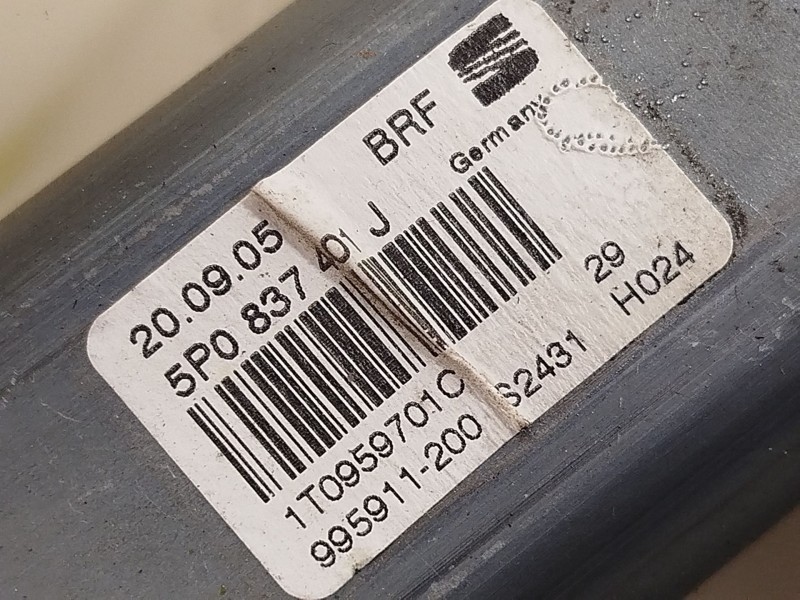 BRF
Germany
20.09.05
5P0 837 401 J
29
1T0959701C S2431 H024
995911-200